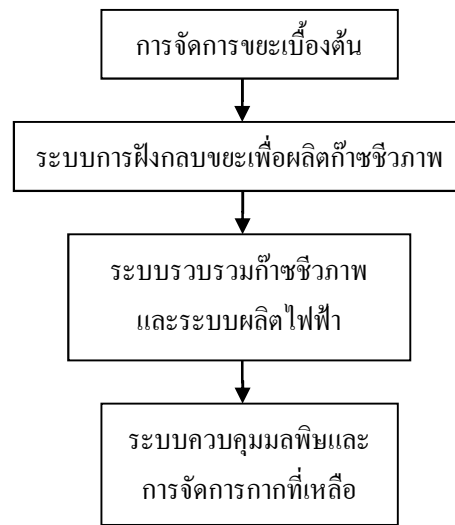 การจัดการขยะเบื้องต้น
ระบบการฝังกลบขยะเพื่อผลิตก๊าซชีวภาพ
ระบบรวบรวมก๊าซชีวภาพ
และระบบผลิตไฟฟ้า
ระบบควบคุมมลพิษและ
การจัดการกากที่เหลือ